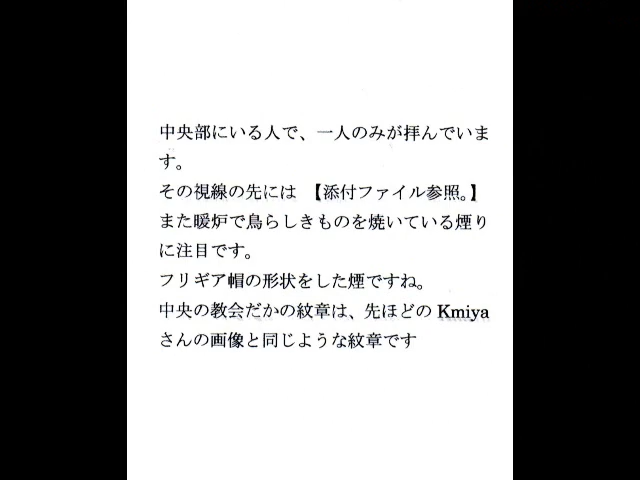 中央部にいる人で、一人のみが拝んでいま
す。
その視線の先には　【添付ファイル参照。】
また暖炉で鳥らしきものを焼いている煙り
に注目です。
フリギア帽の形状をした煙ですね。
中央の教会だかの紋章は、先ほどの Kmiya
さんの画像と同じような紋章です